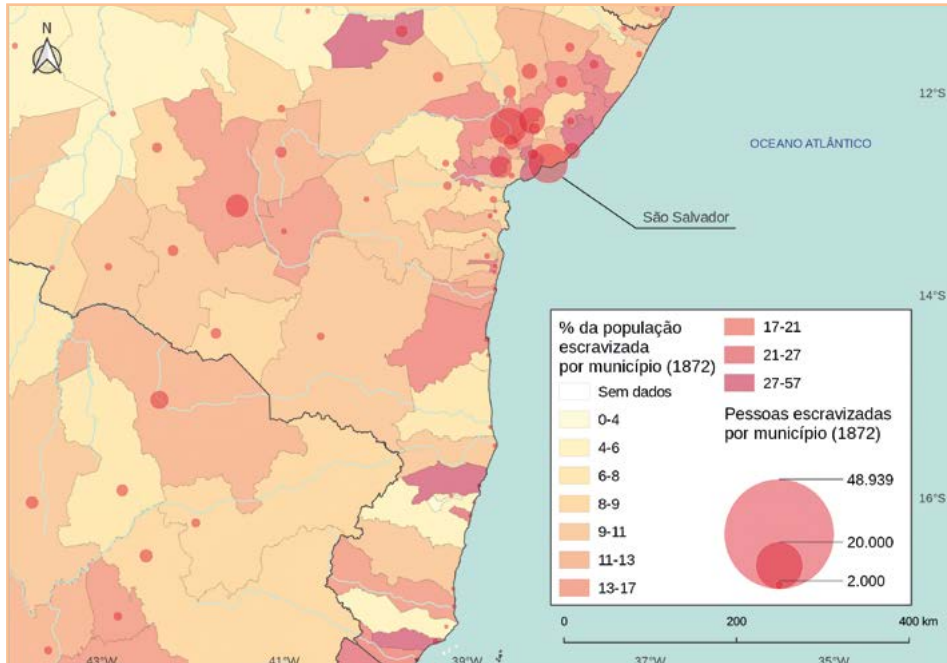 N
12°S
OCEANO ATLÂNTICO
São Salvador
14°S
% da população
escravizada
por município (1872)
Sem dados
0-4
4-6
6-8
8-9
9-11
11-13
13-17
17-21
21-27
27-57
Pessoas escravizadas
por município (1872)
48.939
20.000
2.000
16°S
0
200
400 km
43°W
41°W
39°W
37°W
35°W